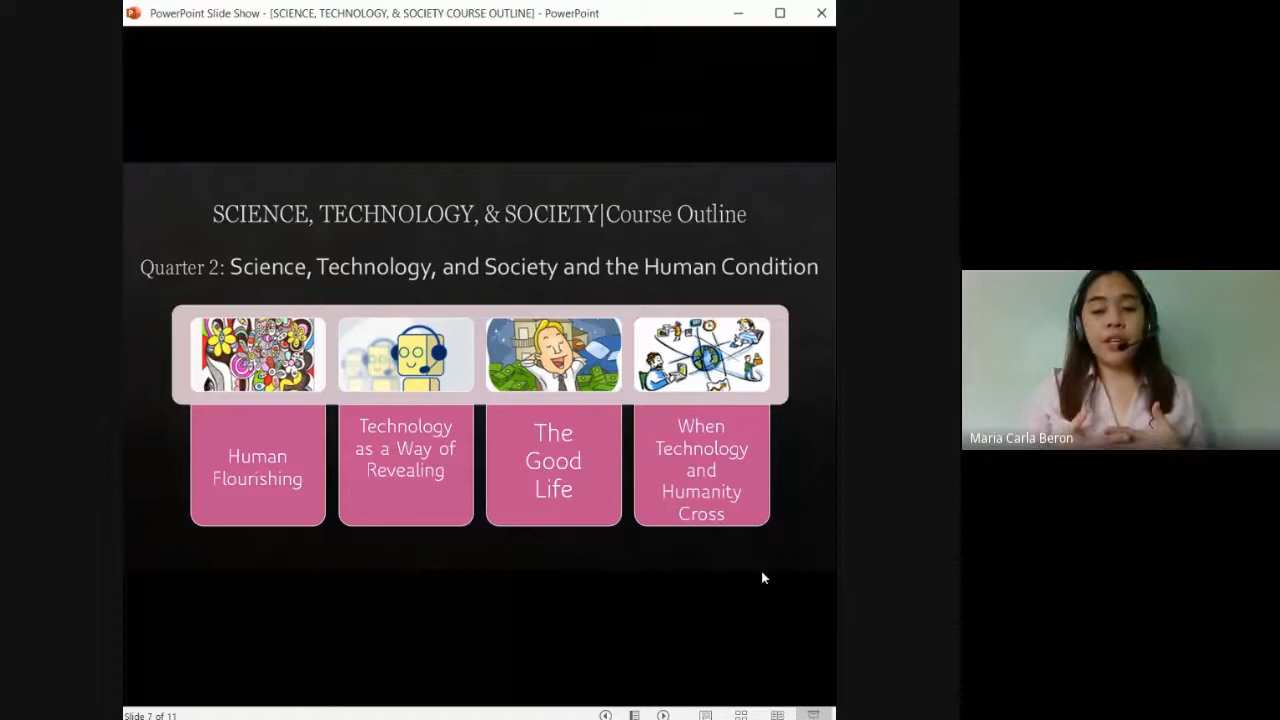 PowerPoint Slide Show - [SCIENCE, TECHNOLOGY, & SOCIETY COURSE OUTLINE] - PowerPoint
SCIENCE, TECHNOLOGY, & SOCIETY|Course Outline
Quarter 2: Science, Technology, and Society and the Human Condition
Human
Flourishing
Technology
as a Way of
Revealing
The
Good
Life
When
Technology
and
Humanity
Cross
Maria Carla Beron
Slide 7 of 11